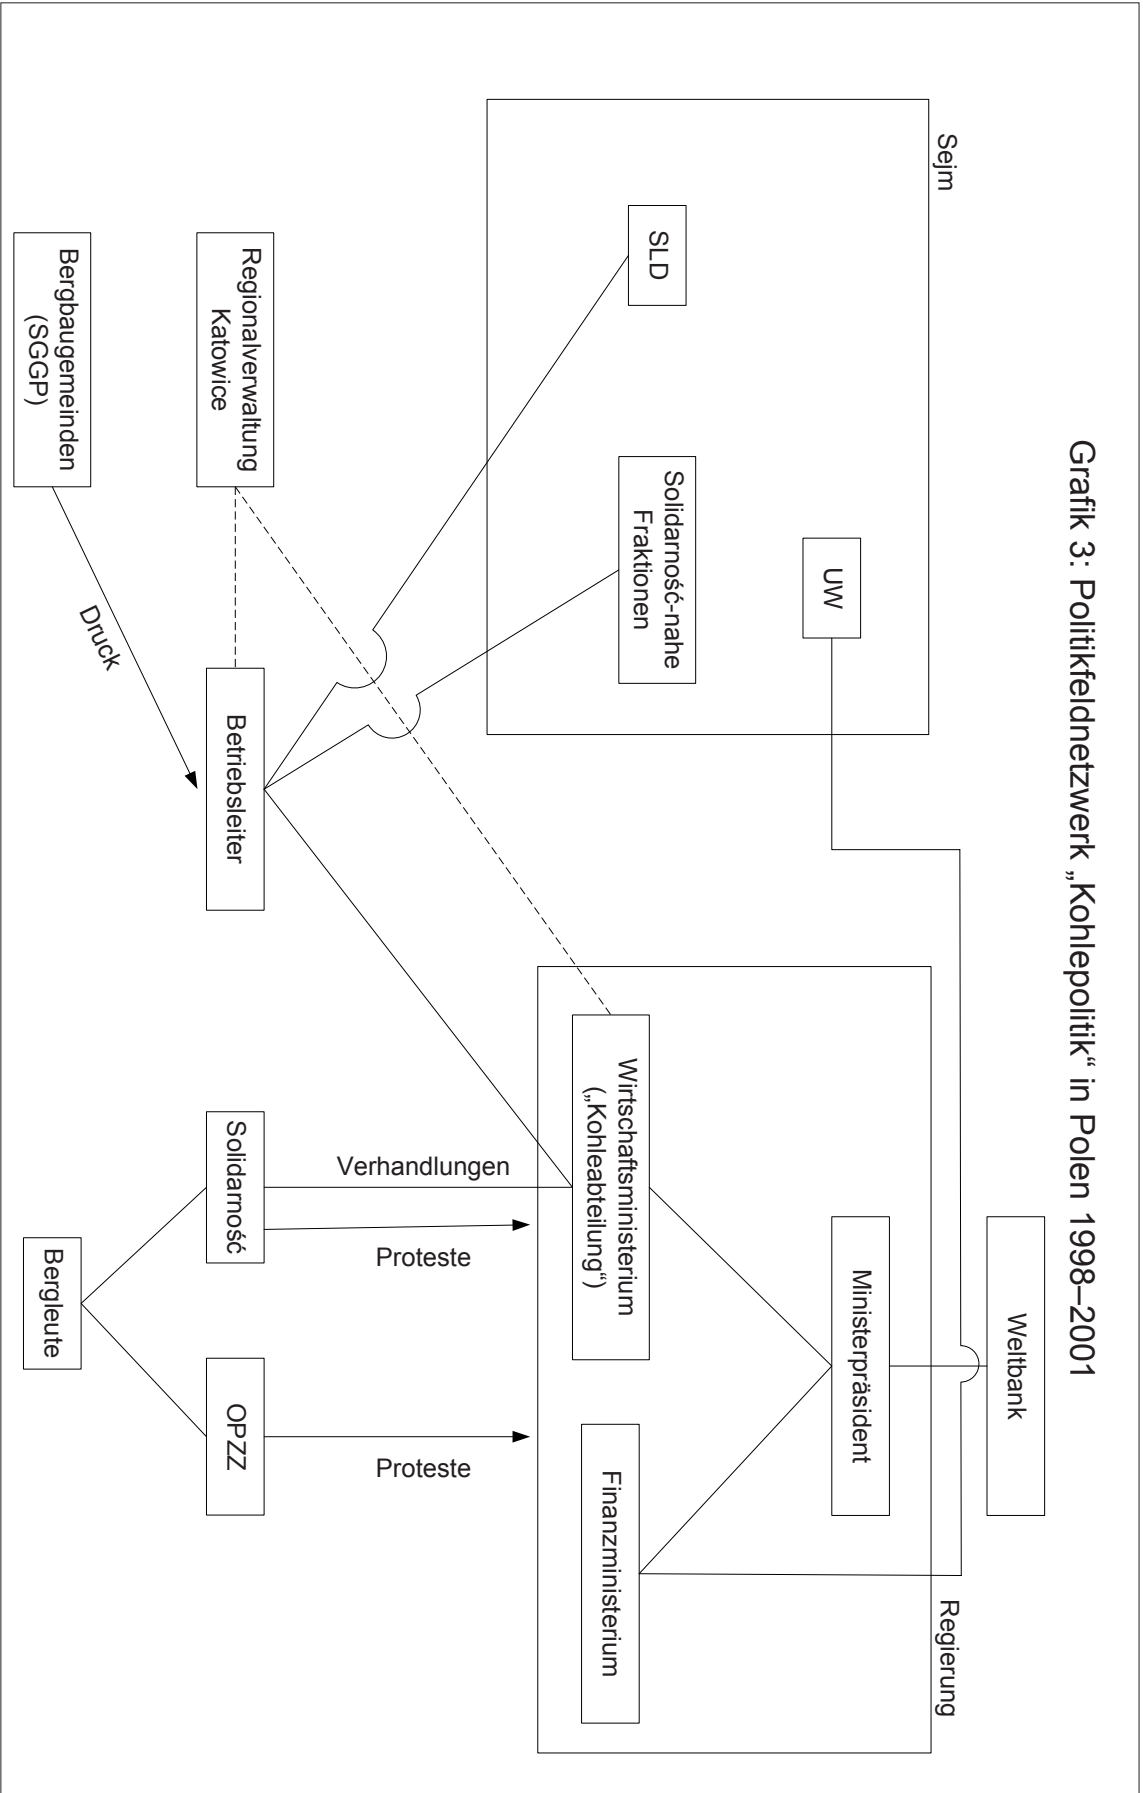 Grafik 3: Politikfeldnetzwerk „Kohlepolitik“ in Polen 1998–2001
Weltbank
Sejm
Regierung
UW
Ministerpräsident
SLD
Solidarność-nahe
Fraktionen
Wirtschaftsministerium
(„Kohleabteilung“)
Finanzministerium
Verhandlungen
Proteste
Proteste
Regionalverwaltung
Katowice
Betriebsleiter
Solidarność
OPZZ
Druck
Bergbaugemeinden
(SGGP)
Bergleute